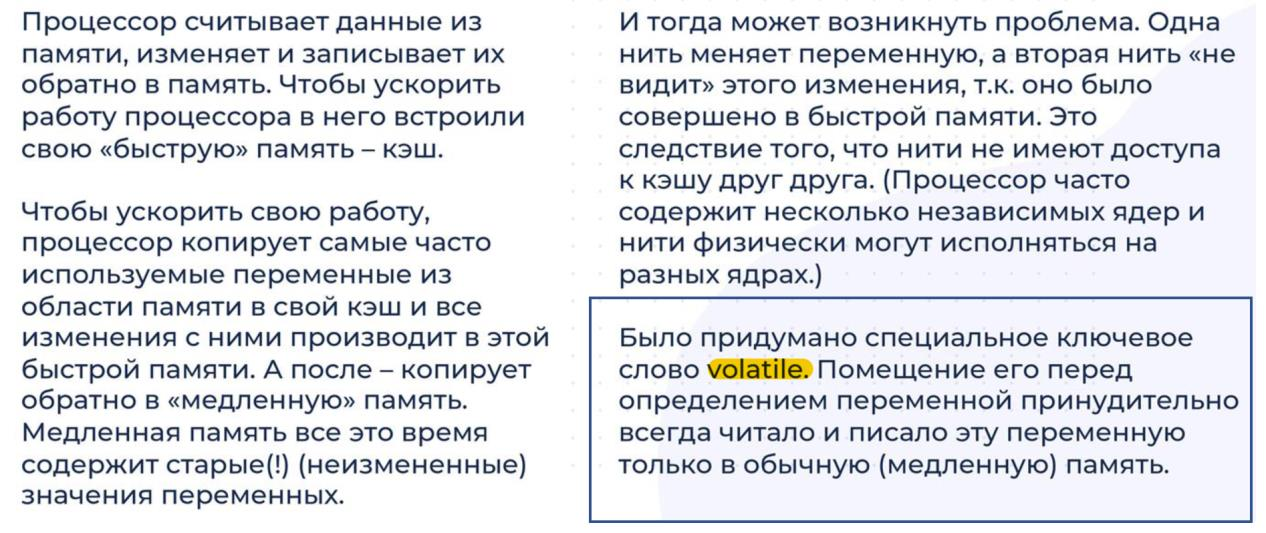 Процессор считывает данные из
памяти, изменяет и записывает их
обратно в память. Чтобы ускорить
работу процессора в него встроили
свою «быструю» память – кэш.
Чтобы ускорить свою работу,
процессор копирует самые часто
используемые переменные из
области памяти в свой кэш и все
изменения с ними производит в этой
быстрой памяти. А после – копирует
обратно в «медленную» память.
Медленная память все это время
содержит старые(!) (неизмененные)
значения переменных.
И тогда может возникнуть проблема. Одна
нить меняет переменную, а вторая нить «не
видит» этого изменения, т.к. оно было
совершено в быстрой памяти. Это
следствие того, что нити не имеют доступа
к кэшу друг друга. (Процессор часто
содержит несколько независимых ядер и
нити физически могут исполняться на
разных ядрах.)
Было придумано специальное ключевое
слово volatile. Помещение его перед
определением переменной принудительно
всегда читало и писало эту переменную
только в обычную (медленную) память.